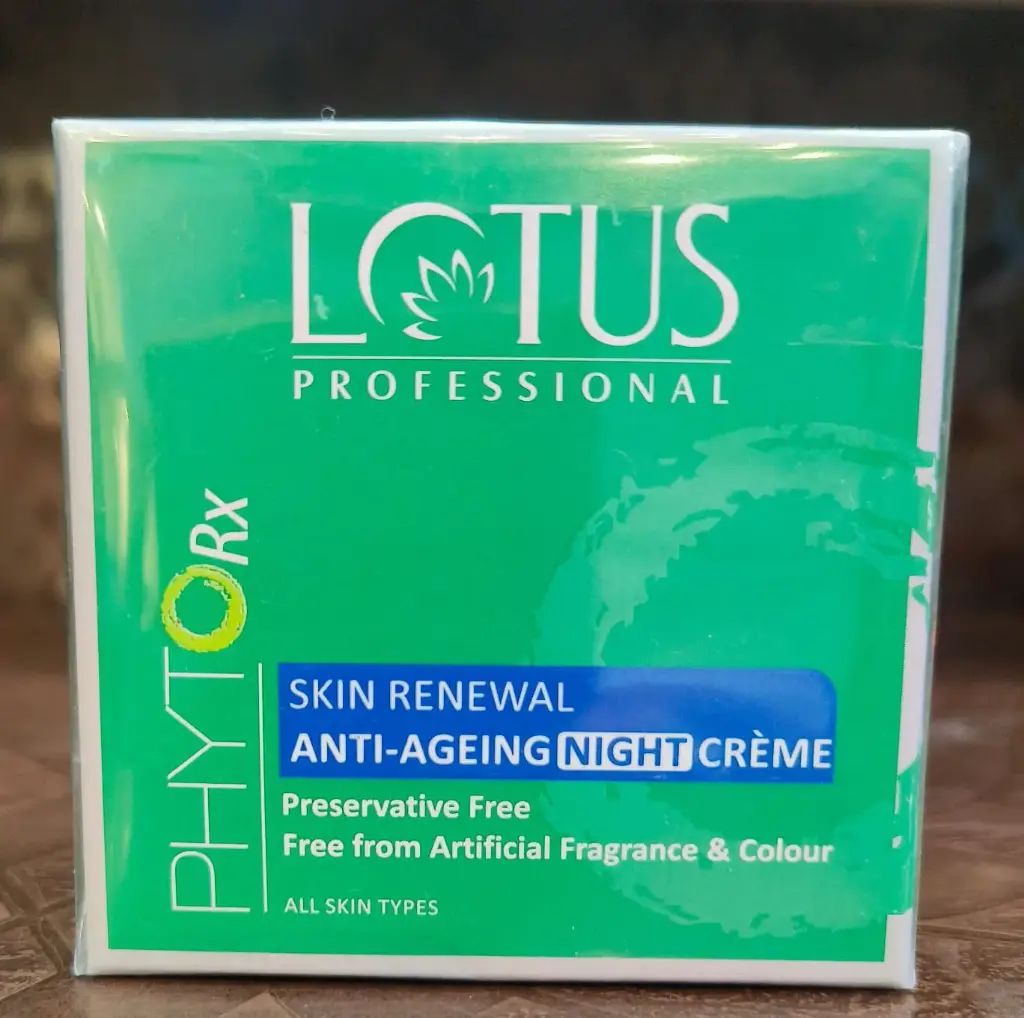 LOTUS
PROFESSIONAL
PHYTORx
SKIN RENEWAL
ANTI-AGEING NIGHT CRÈME
Preservative Free
Free from Artificial Fragrance & Colour
ALL SKIN TYPES